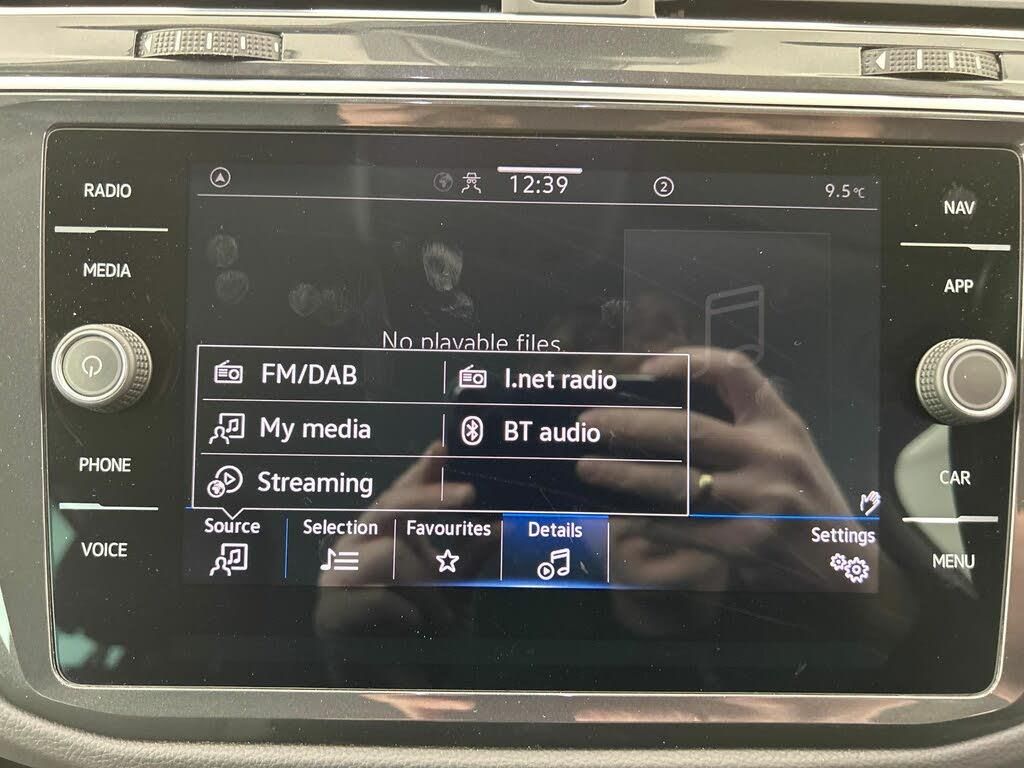 RADIO
MEDIA
PHONE
VOICE
12:39
2
9.5°C
No playable files.
FM/DAB
I.net radio
My media
BT audio
Streaming
Source
Selection
Favourites
Details
Settings
NAV
APP
CAR
MENU